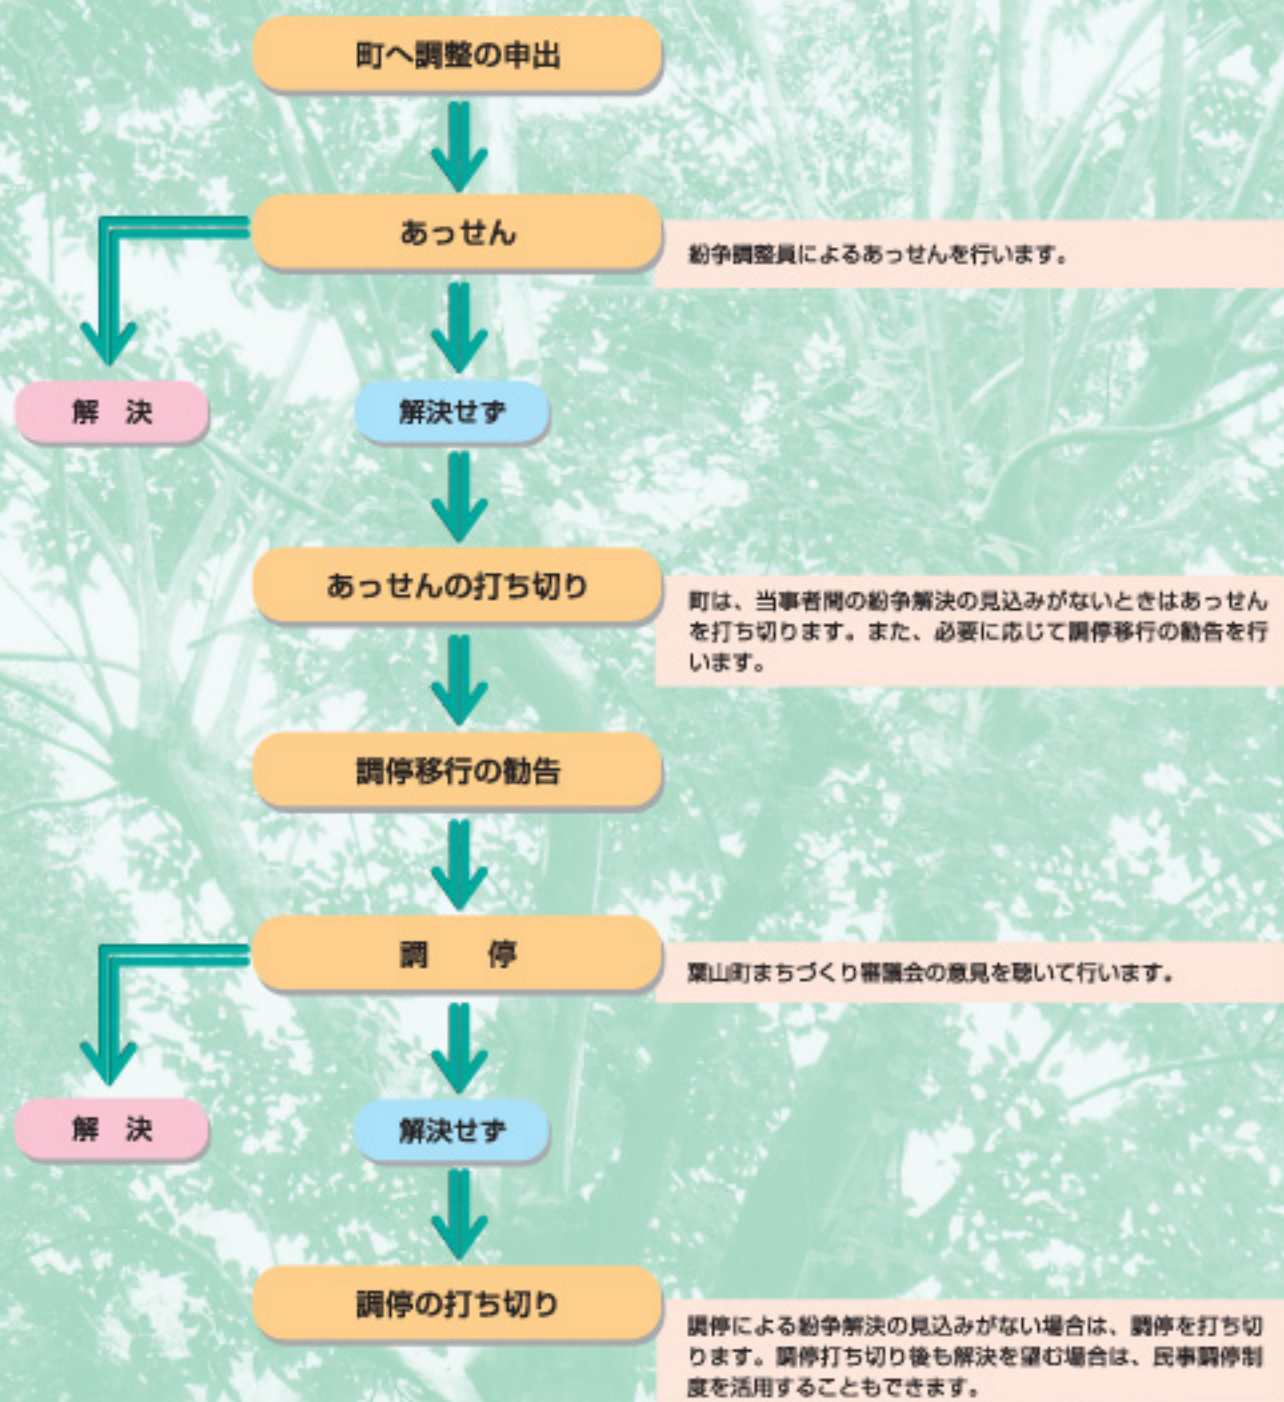 町へ調整の申出
あっせん
紛争調整員によるあっせんを行います。
解 決
解決せず
あっせんの打ち切り
町は、当事者間の紛争解決の見込みがないときはあっせん
を打ち切ります。また、必要に応じて調停移行の勧告を行
います。
調停移行の勧告
調 停
葉山町まちづくり審議会の意見を聴いて行います。
解 決
解決せず
調停の打ち切り
調停による紛争解決の見込みがない場合は、調停を打ち切
ります。調停打ち切り後も解決を望む場合は、民事調停制
度を活用することもできます。